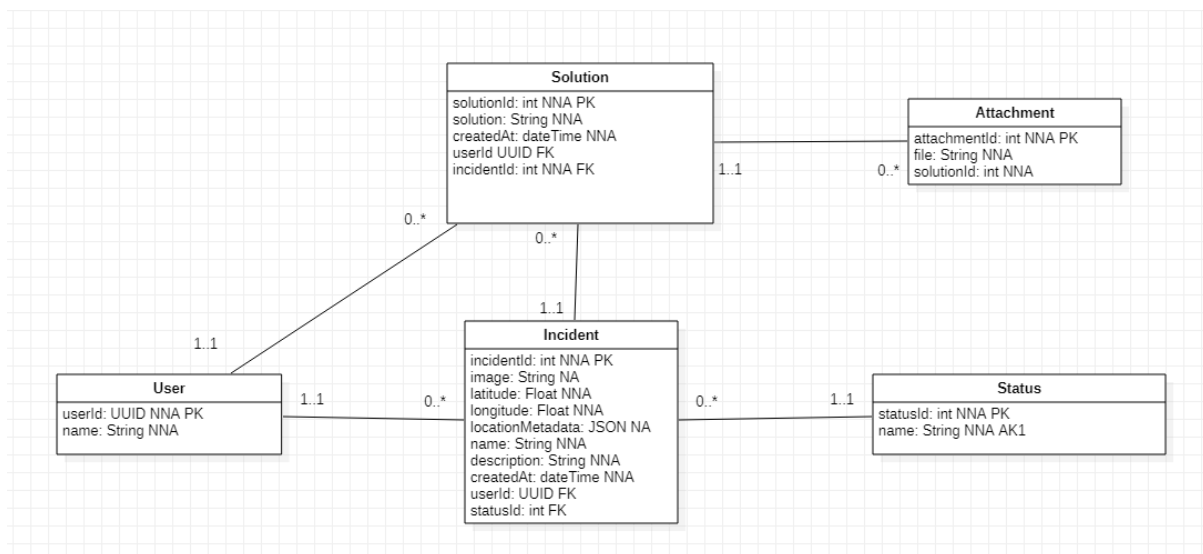 Solution
solutionId: int NNA PK
solution: String NNA
createdAt: dateTime NNA
userId UUID FK
incidentId: int NNA FK
Attachment
attachmentId: int NNA PK
file: String NNA
solutionId: int NNA
1..1
0..*
0..*
0..*
1..1
1..1
Incident
incidentId: int NNA PK
image: String NA
latitude: Float NNA
longitude: Float NNA
locationMetadata: JSON NA
name: String NNA
description: String NNA
createdAt: dateTime NNA
userId: UUID FK
statusId: int FK
User
userId: UUID NNA PK
name: String NNA
1..1
0..*
0..*
1..1
Status
statusId: int NNA PK
name: String NNA AK1